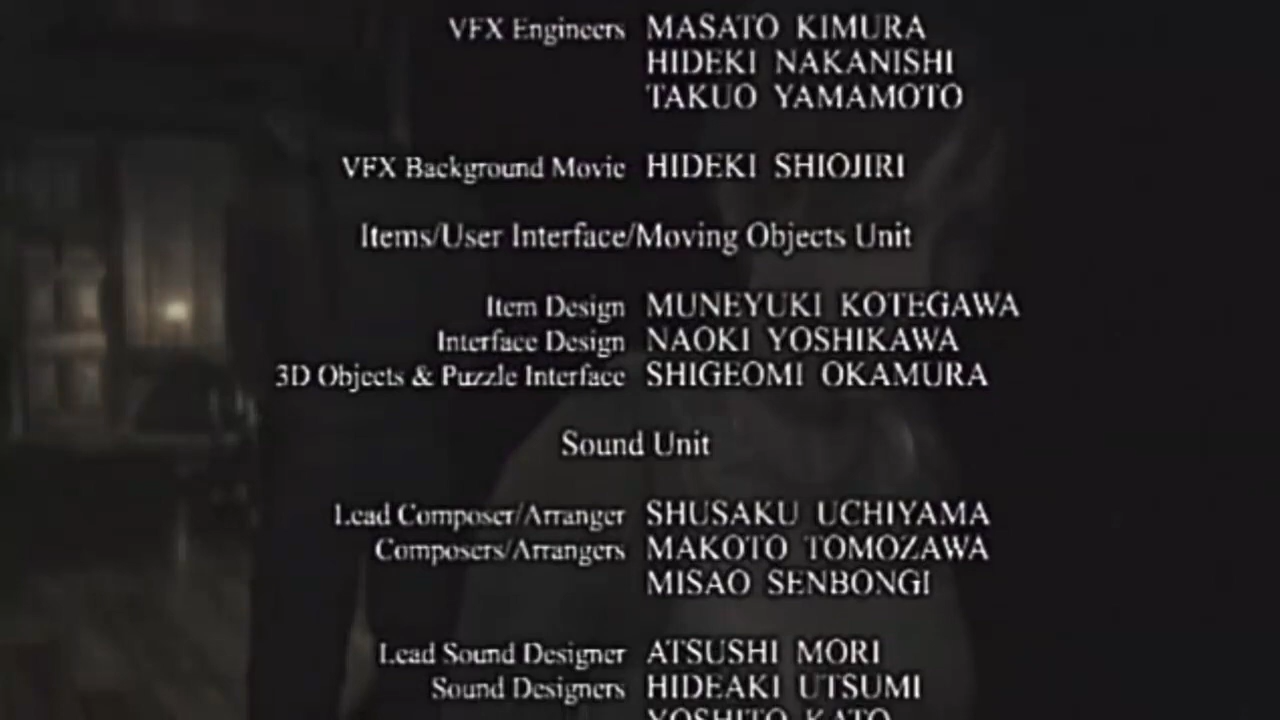 VFX Engineers MASATO KIMURA
HIDEKI NAKANISHI
TAKUO YAMAMOTO
VFX Background Movie HIDEKI SHIOJIRI
Items/User Interface/Moving Objects Unit
Item Design MUNEYUKI KOTEGAWA
Interface Design NAOKI YOSHIKAWA
3D Objects & Puzzle Interface SHIGEOMI OKAMURA
Sound Unit
Lead Composer/Arranger SHUSAKU UCHIYAMA
Composers/Arrangers MAKOTO TOMOZAWA
MISAO SENBONGI
Lead Sound Designer ATSUSHI MORI
Sound Designers HIDEAKI UTSUMI
YOSHITO KATO